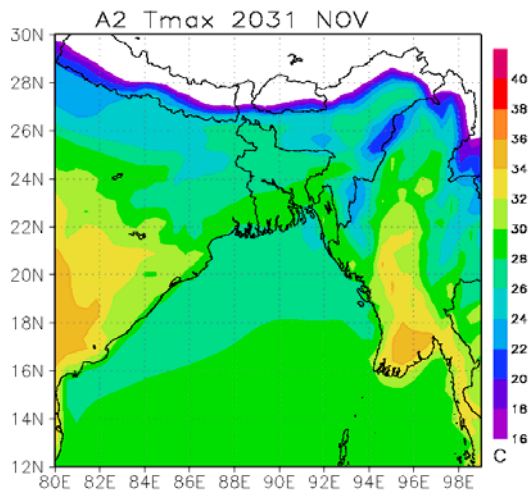 A2 Tmax 2031 NOV
30N
28N
26N
24N
22N
20N
18N
16N
14N
12N
80E 82E 84E 86E 88E 90E 92E 94E 96E 98E
40
38
36
34
32
30
28
26
24
22
20
18
16
C